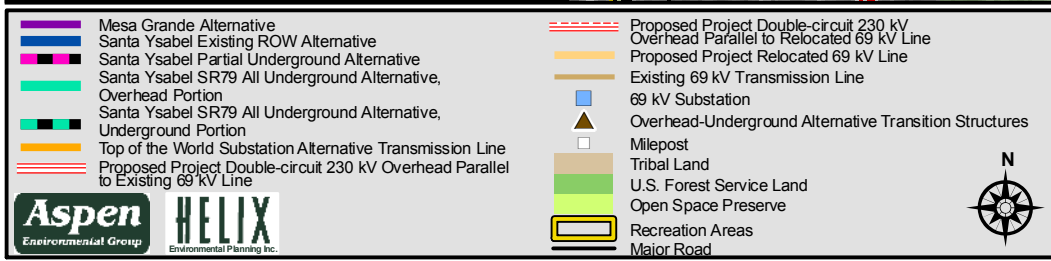 Mesa Grande Alternative
Santa Ysabel Existing ROW Alternative
Santa Ysabel Partial Underground Alternative
Santa Ysabel SR79 All Underground Alternative,
Overhead Portion
Santa Ysabel SR79 All Underground Alternative,
Underground Portion
Top of the World Substation Alternative Transmission Line
Proposed Project Double-circuit 230 kV Overhead Parallel
to Existing 69 kV Line
Aspen
Environmental Group
HELIX
Environmental Planning Inc.
Proposed Project Double-circuit 230 kV
Overhead Parallel to Relocated 69 kV Line
Proposed Project Relocated 69 kV Line
Existing 69 kV Transmission Line
69 kV Substation
Overhead-Underground Alternative Transition Structures
Milepost
Tribal Land
U.S. Forest Service Land
Open Space Preserve
Recreation Areas
Major Road
N